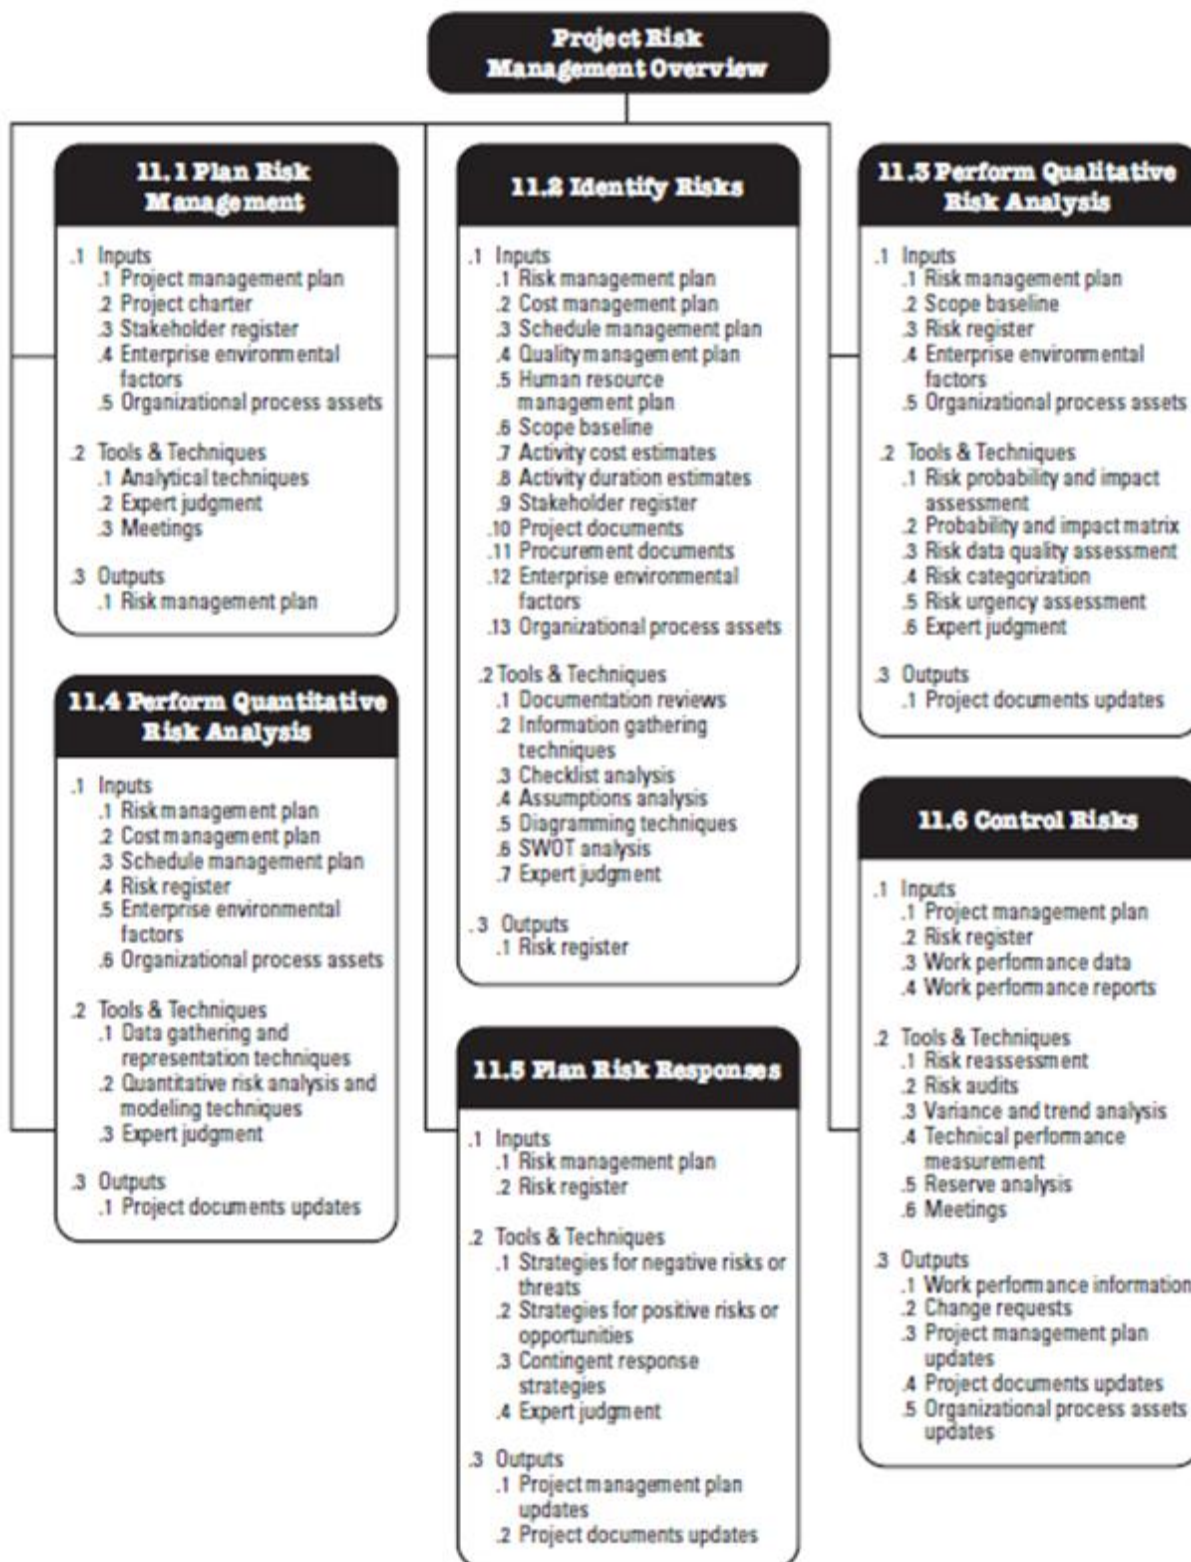 Project Risk
Management Overview
11.1 Plan Risk
Management
.1 Inputs
.1 Project management plan
.2 Project charter
.3 Stakeholder register
.4 Enterprise environmental
factors
.5 Organizational process assets
.2 Tools & Techniques
.1 Analytical techniques
.2 Expert judgment
.3 Meetings
.3 Outputs
.1 Risk management plan
11.2 Identify Risks
.1 Inputs
.1 Risk management plan
.2 Cost management plan
.3 Schedule management plan
.4 Quality management plan
.5 Human resource
management plan
.6 Scope baseline
.7 Activity cost estimates
.8 Activity duration estimates
.9 Stakeholder register
.10 Project documents
.11 Procurement documents
.12 Enterprise environmental
factors
.13 Organizational process assets
.2 Tools & Techniques
.1 Documentation reviews
.2 Information gathering
techniques
.3 Checklist analysis
.4 Assumptions analysis
.5 Diagramming techniques
.6 SWOT analysis
.7 Expert judgment
.3 Outputs
.1 Risk register
11.3 Perform Qualitative
Risk Analysis
.1 Inputs
.1 Risk management plan
.2 Scope baseline
.3 Risk register
.4 Enterprise environmental
factors
.5 Organizational process assets
.2 Tools & Techniques
.1 Risk probability and impact
assessment
.2 Probability and impact matrix
.3 Risk data quality assessment
.4 Risk categorization
.5 Risk urgency assessment
.6 Expert judgment
.3 Outputs
.1 Project documents updates
11.4 Perform Quantitative
Risk Analysis
.1 Inputs
.1 Risk management plan
.2 Cost management plan
.3 Schedule management plan
.4 Risk register
.5 Enterprise environmental
factors
.6 Organizational process assets
.2 Tools & Techniques
.1 Data gathering and
representation techniques
.2 Quantitative risk analysis and
modeling techniques
.3 Expert judgment
.3 Outputs
.1 Project documents updates
11.5 Plan Risk Responses
.1 Inputs
.1 Risk management plan
.2 Risk register
.2 Tools & Techniques
.1 Strategies for negative risks or
threats
.2 Strategies for positive risks or
opportunities
.3 Contingent response
strategies
.4 Expert judgment
.3 Outputs
.1 Project management plan
updates
.2 Project documents updates
11.6 Control Risks
.1 Inputs
.1 Project management plan
.2 Risk register
.3 Work performance data
.4 Work performance reports
.2 Tools & Techniques
.1 Risk reassessment
.2 Risk audits
.3 Variance and trend analysis
.4 Technical performance
measurement
.5 Reserve analysis
.6 Meetings
.3 Outputs
.1 Work performance information
.2 Change requests
.3 Project management plan
updates
.4 Project documents updates
.5 Organizational process assets
updates